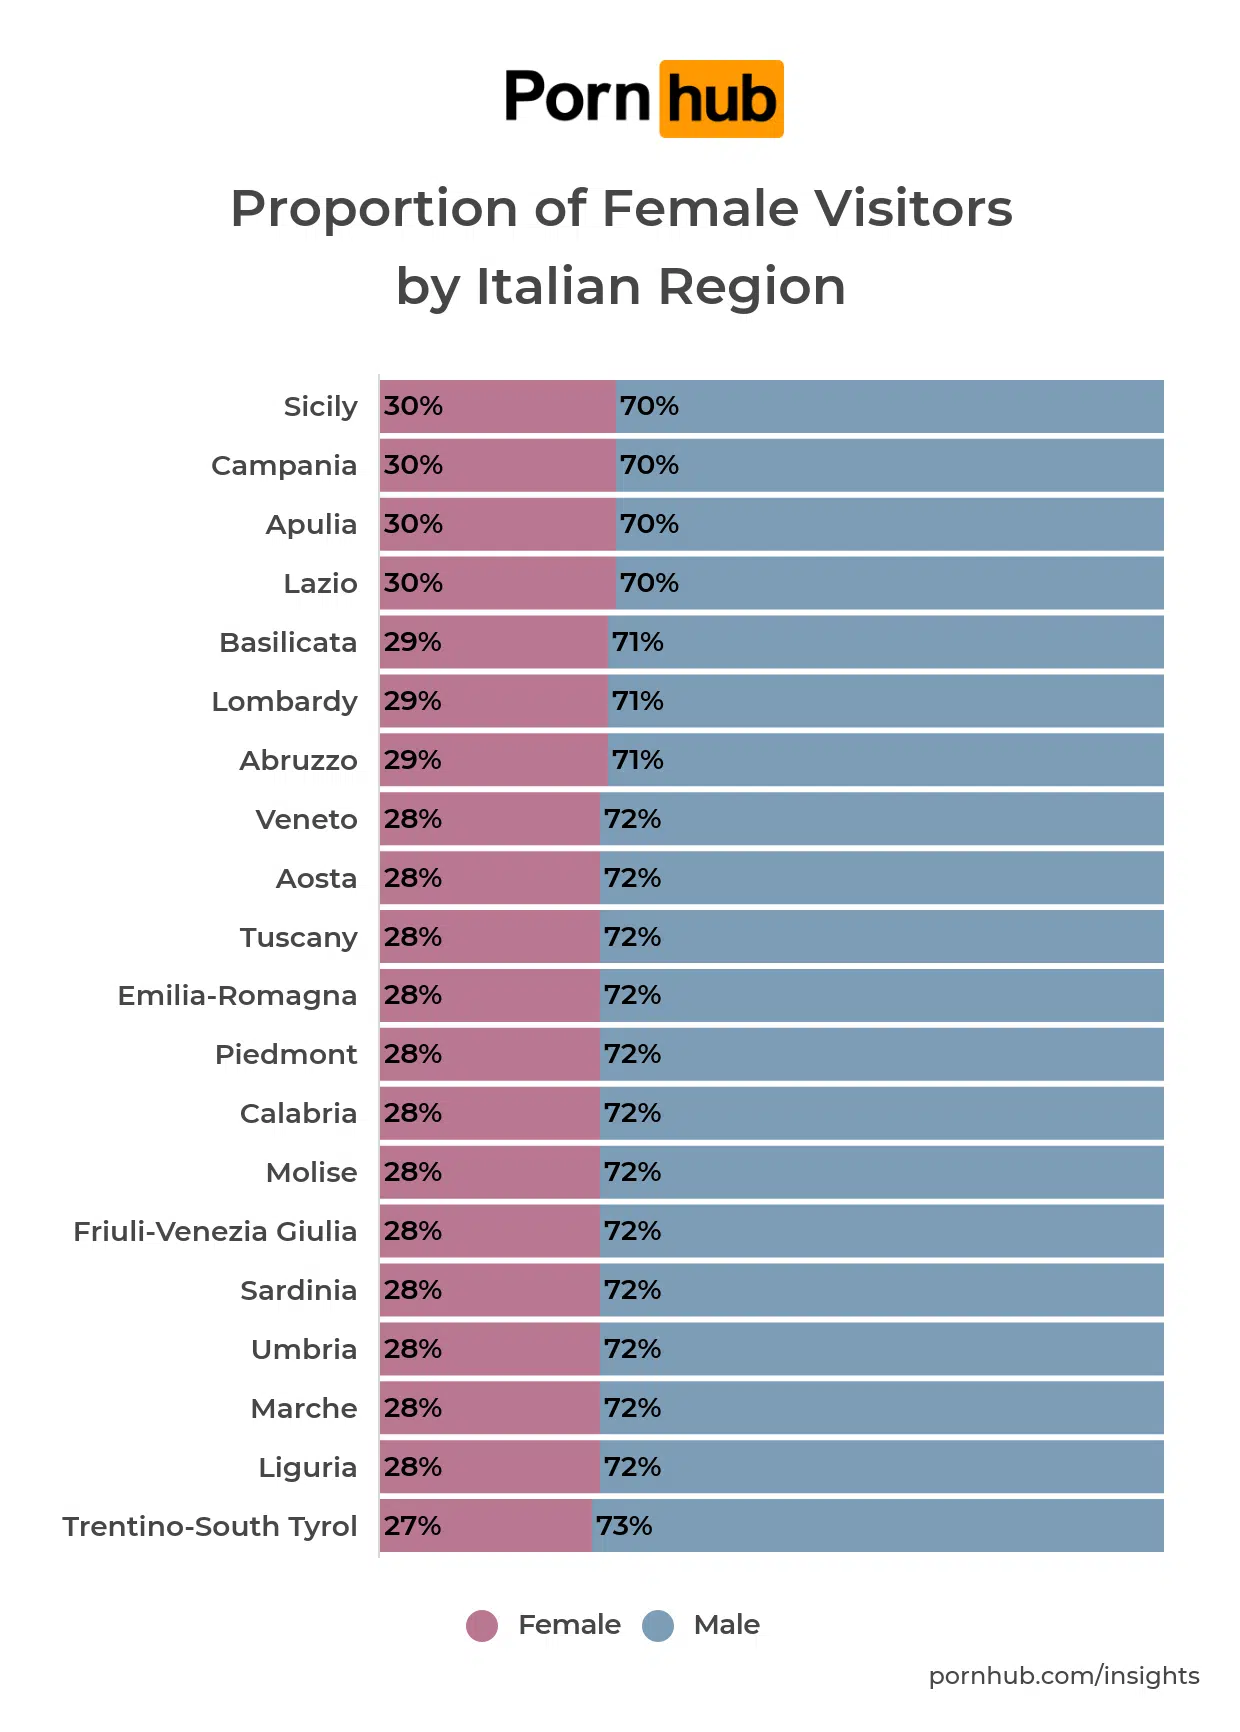 Pornhub
Proportion of Female Visitors
by Italian Region
Sicily 30% 70%
Campania 30% 70%
Apulia 30% 70%
Lazio 30% 70%
Basilicata 29% 71%
Lombardy 29% 71%
Abruzzo 29% 71%
Veneto 28% 72%
Aosta 28% 72%
Tuscany 28% 72%
Emilia-Romagna 28% 72%
Piedmont 28% 72%
Calabria 28% 72%
Molise 28% 72%
Friuli-Venezia Giulia 28% 72%
Sardinia 28% 72%
Umbria 28% 72%
Marche 28% 72%
Liguria 28% 72%
Trentino-South Tyrol 27% 73%
Female Male
pornhub.com/insights